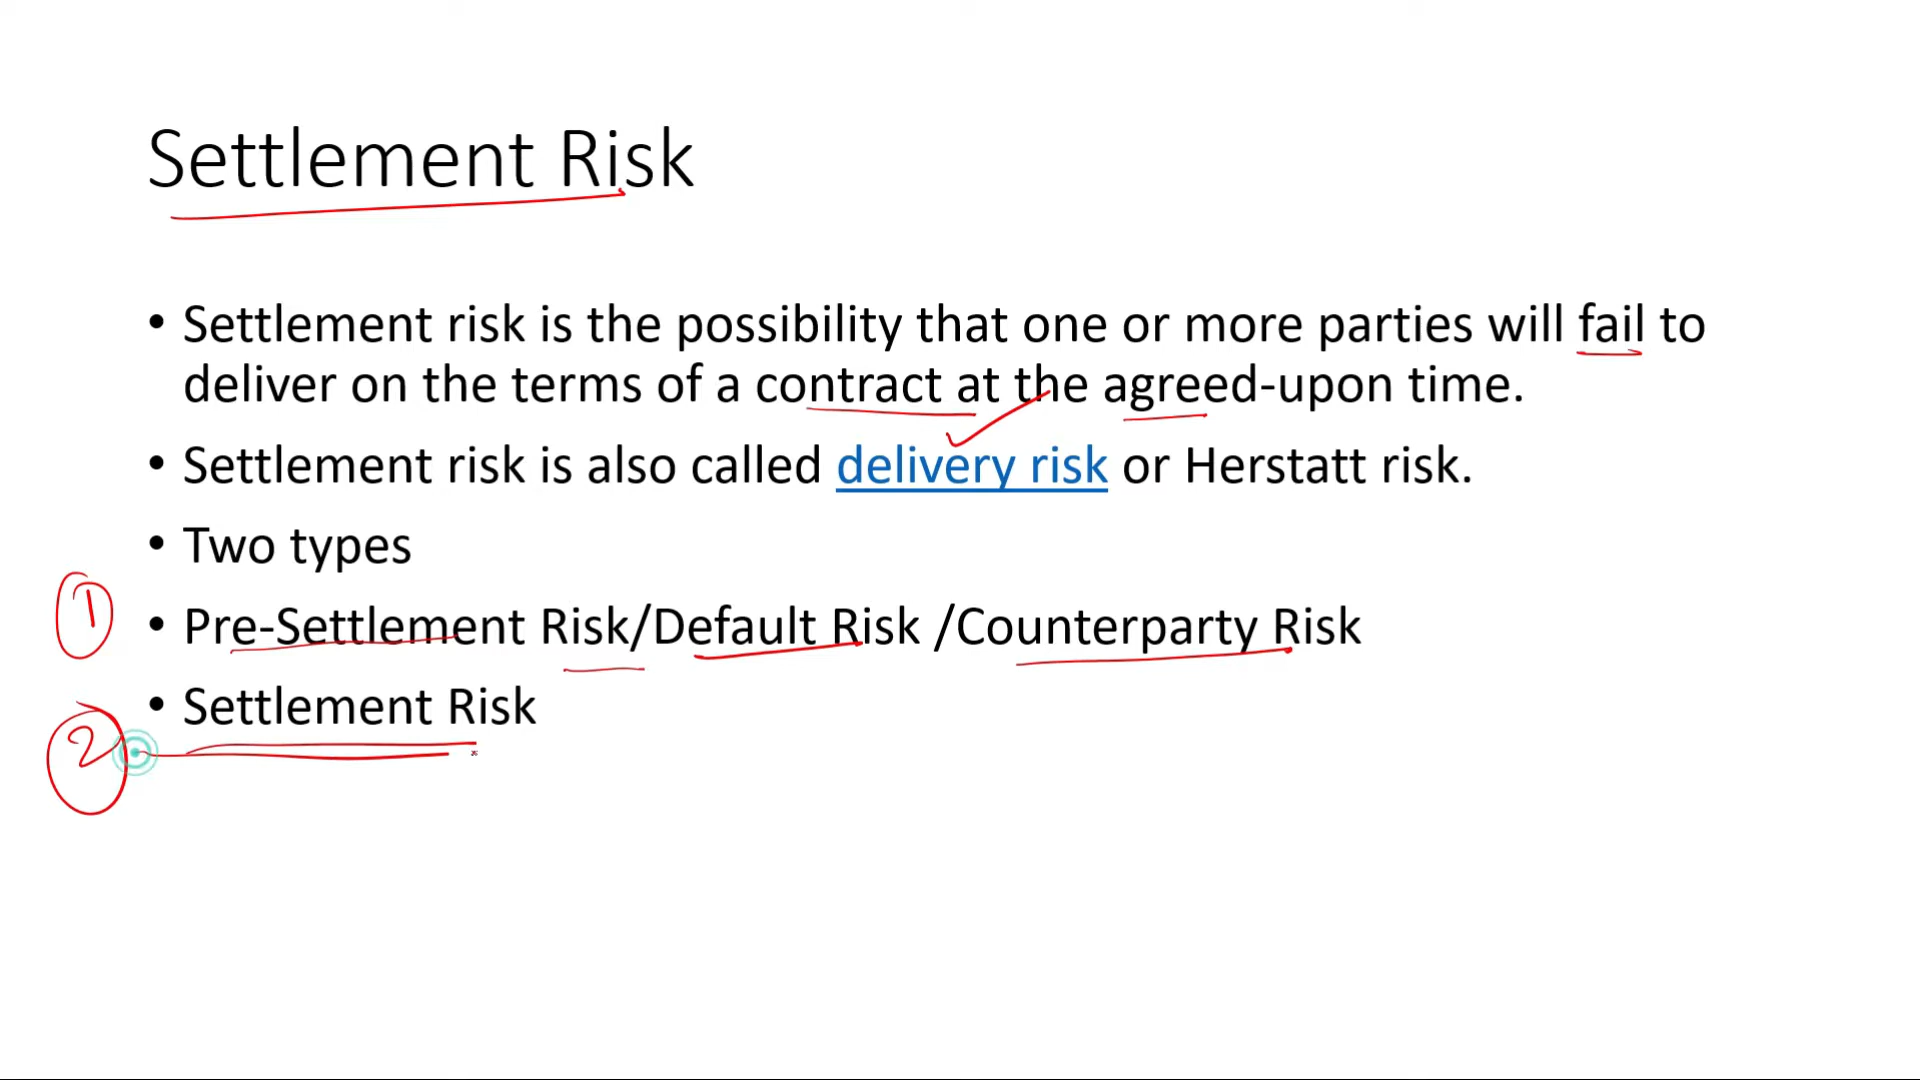 Settlement Risk
• Settlement risk is the possibility that one or more parties will fail to
deliver on the terms of a contract at the agreed-upon time.
• Settlement risk is also called delivery risk or Herstatt risk.
• Two types
1 • Pre-Settlement Risk/Default Risk /Counterparty Risk
2 • Settlement Risk